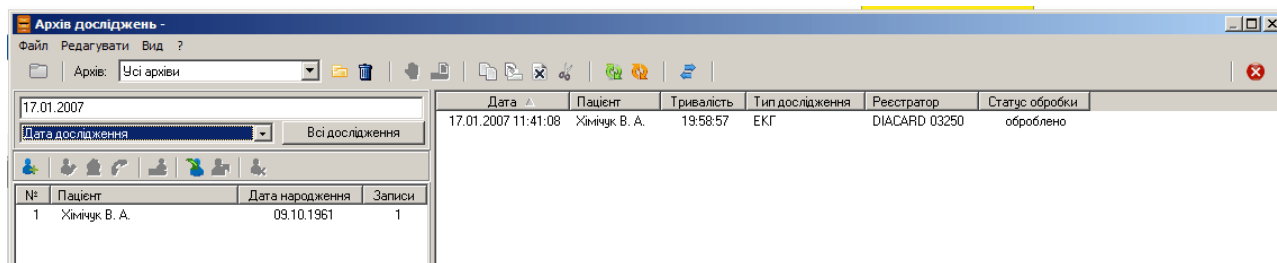 Архів досліджень -
Файл Редагувати Вид ?
Архів: Усі архіви
17.01.2007
Дата дослідження Всі дослідження
№ Пацієнт Дата народження Записи
1 Хімічук В. А. 09.10.1961 1
Дата Пацієнт Тривалість Тип дослідження Реєстратор Статус обробки
17.01.2007 11:41:08 Хімічук В. А. 19:58:57 ЕКГ DIACARD 03250 оброблено